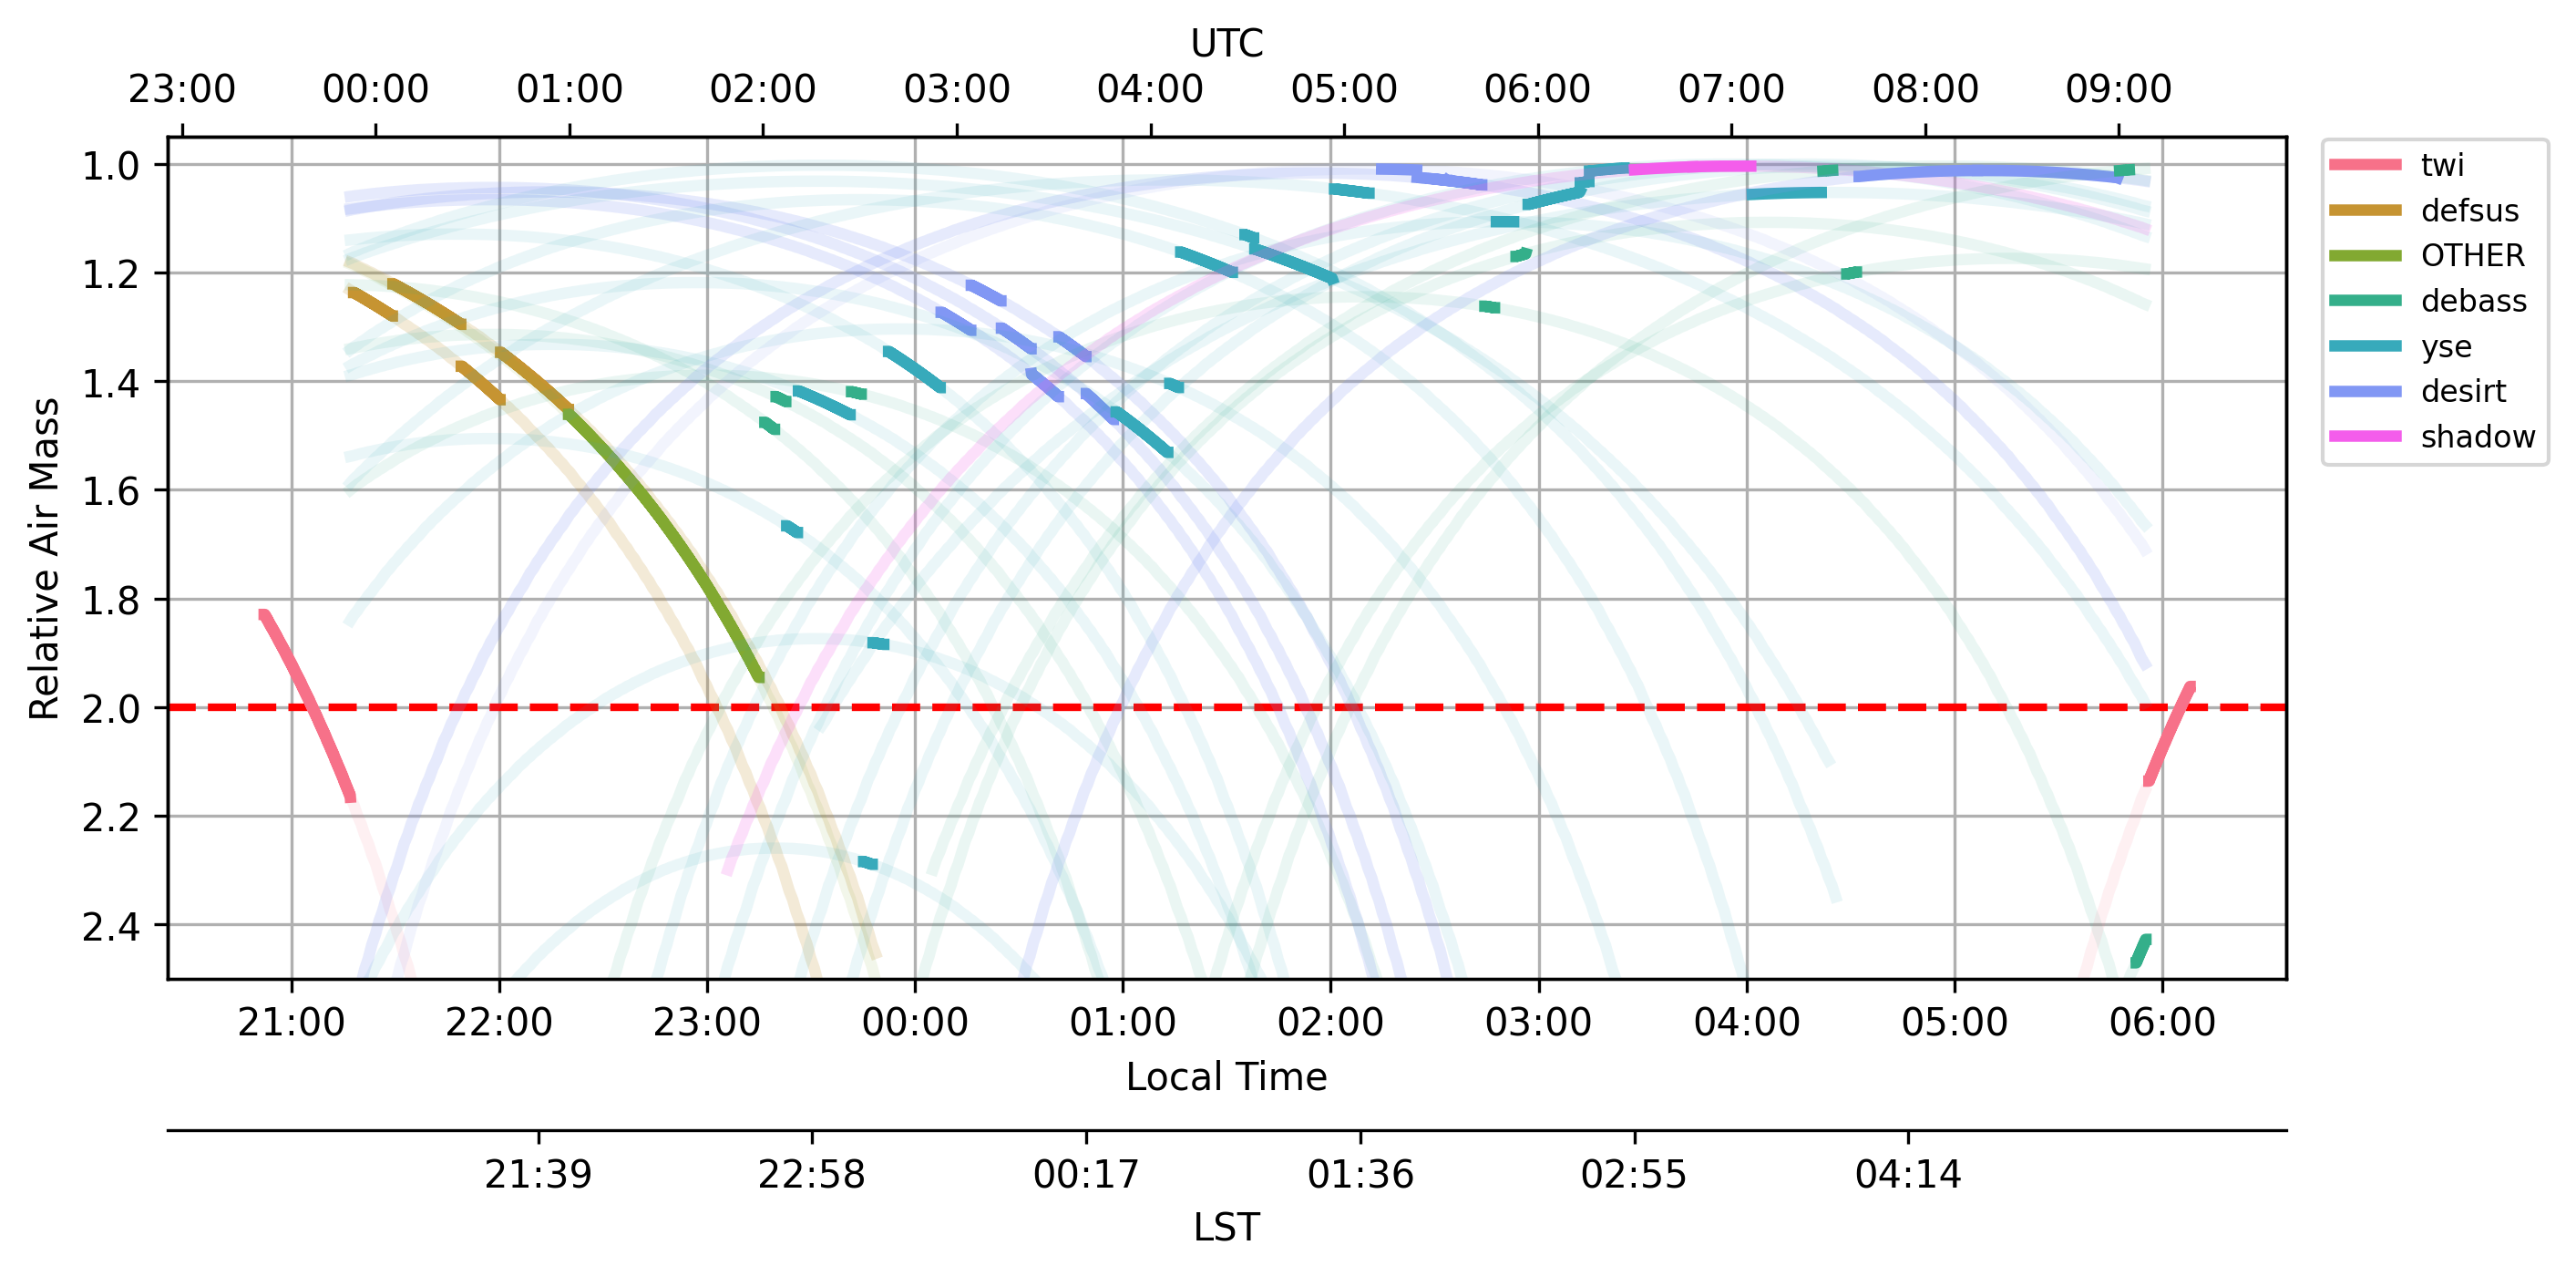 UTC
23:00 00:00 01:00 02:00 03:00 04:00 05:00 06:00 07:00 08:00 09:00
1.0
1.2
1.4
1.6
1.8
2.0
2.2
2.4
Relative Air Mass
twi
defsus
OTHER
debass
yse
desirt
shadow
21:00 22:00 23:00 00:00 01:00 02:00 03:00 04:00 05:00 06:00
Local Time
21:39 22:58 00:17 01:36 02:55 04:14
LST